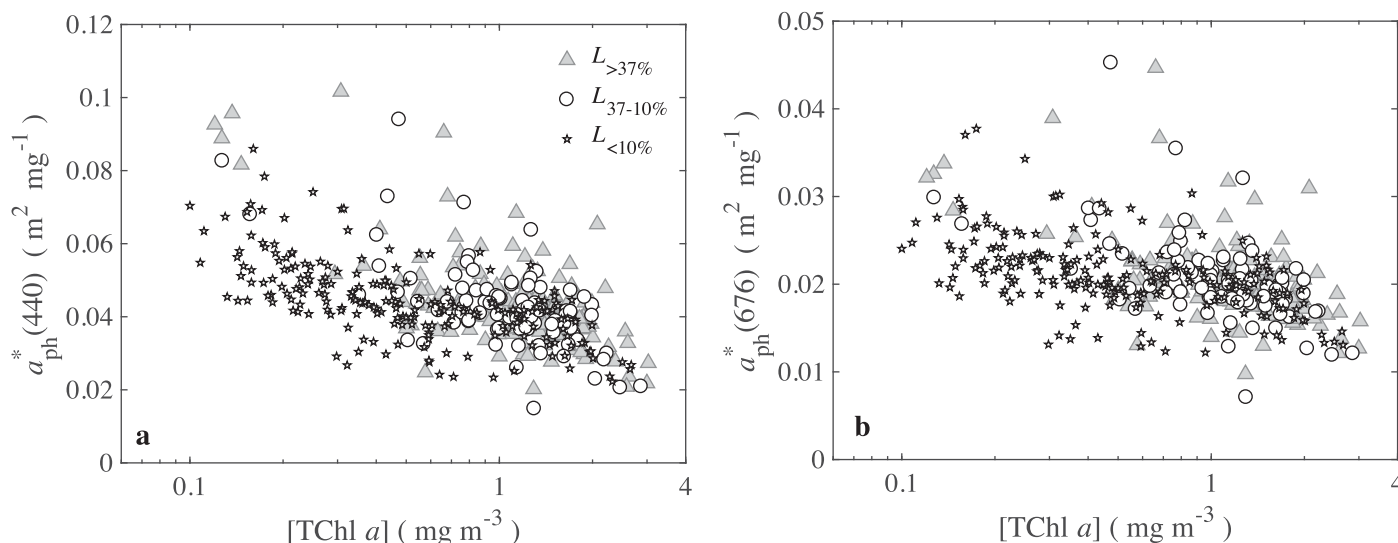 0.12
0.1
0.08
0.06
0.04
0.02
0
0.1
1
4
a*ph(440) ( m2 mg-1 )
[TChl a] ( mg m-3 )
L>37%
L37-10%
L<10%
a
0.05
0.04
0.03
0.02
0.01
0
0.1
1
4
a*ph(676) ( m2 mg-1 )
[TChl a] ( mg m-3 )
b